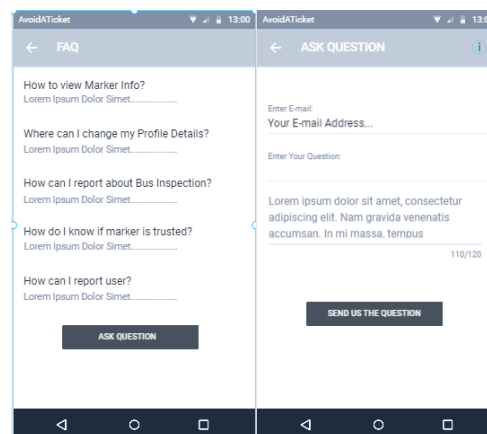 AvoidATicket 13:00
FAQ
How to view Marker Info?
Lorem Ipsum Dolor Simet....................
Where can I change my Profile Details?
Lorem Ipsum Dolor Simet....................
How can I report about Bus Inspection?
Lorem Ipsum Dolor Simet....................
How do I know if marker is trusted?
Lorem Ipsum Dolor Simet....................
How can I report user?
Lorem Ipsum Dolor Simet....................
ASK QUESTION
AvoidATicket 13:0
ASK QUESTION
Enter E-mail:
Your E-mail Address...
Enter Your Question:
Lorem ipsum dolor sit amet, consectetur
adipiscing elit. Nam gravida venenatis
accumsan. In mi massa, tempus
110/120
SEND US THE QUESTION